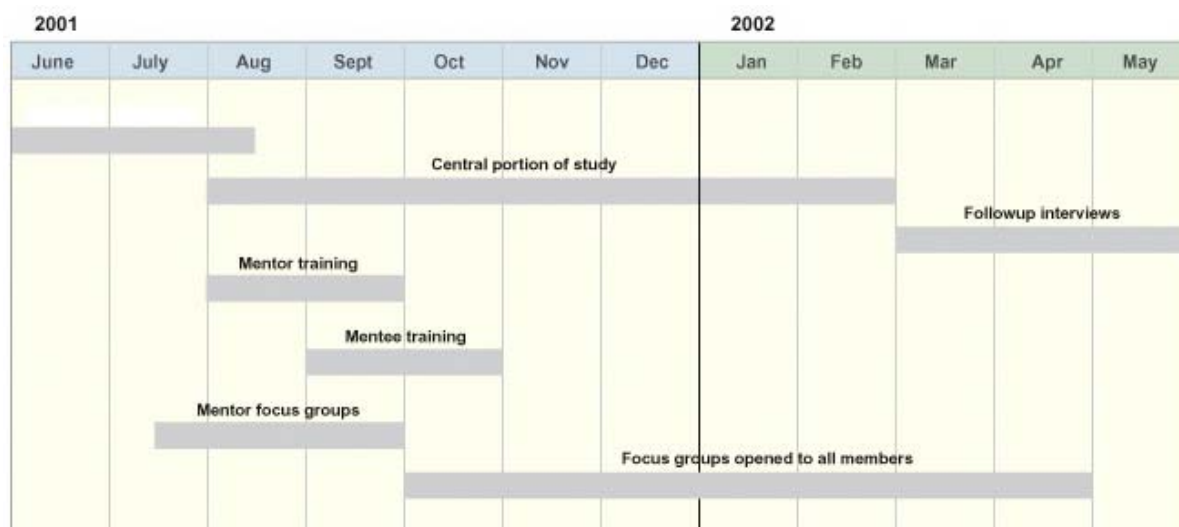 2001 2002
June July Aug Sept Oct Nov Dec Jan Feb Mar Apr May
Central portion of study
Followup interviews
Mentor training
Mentee training
Mentor focus groups
Focus groups opened to all members